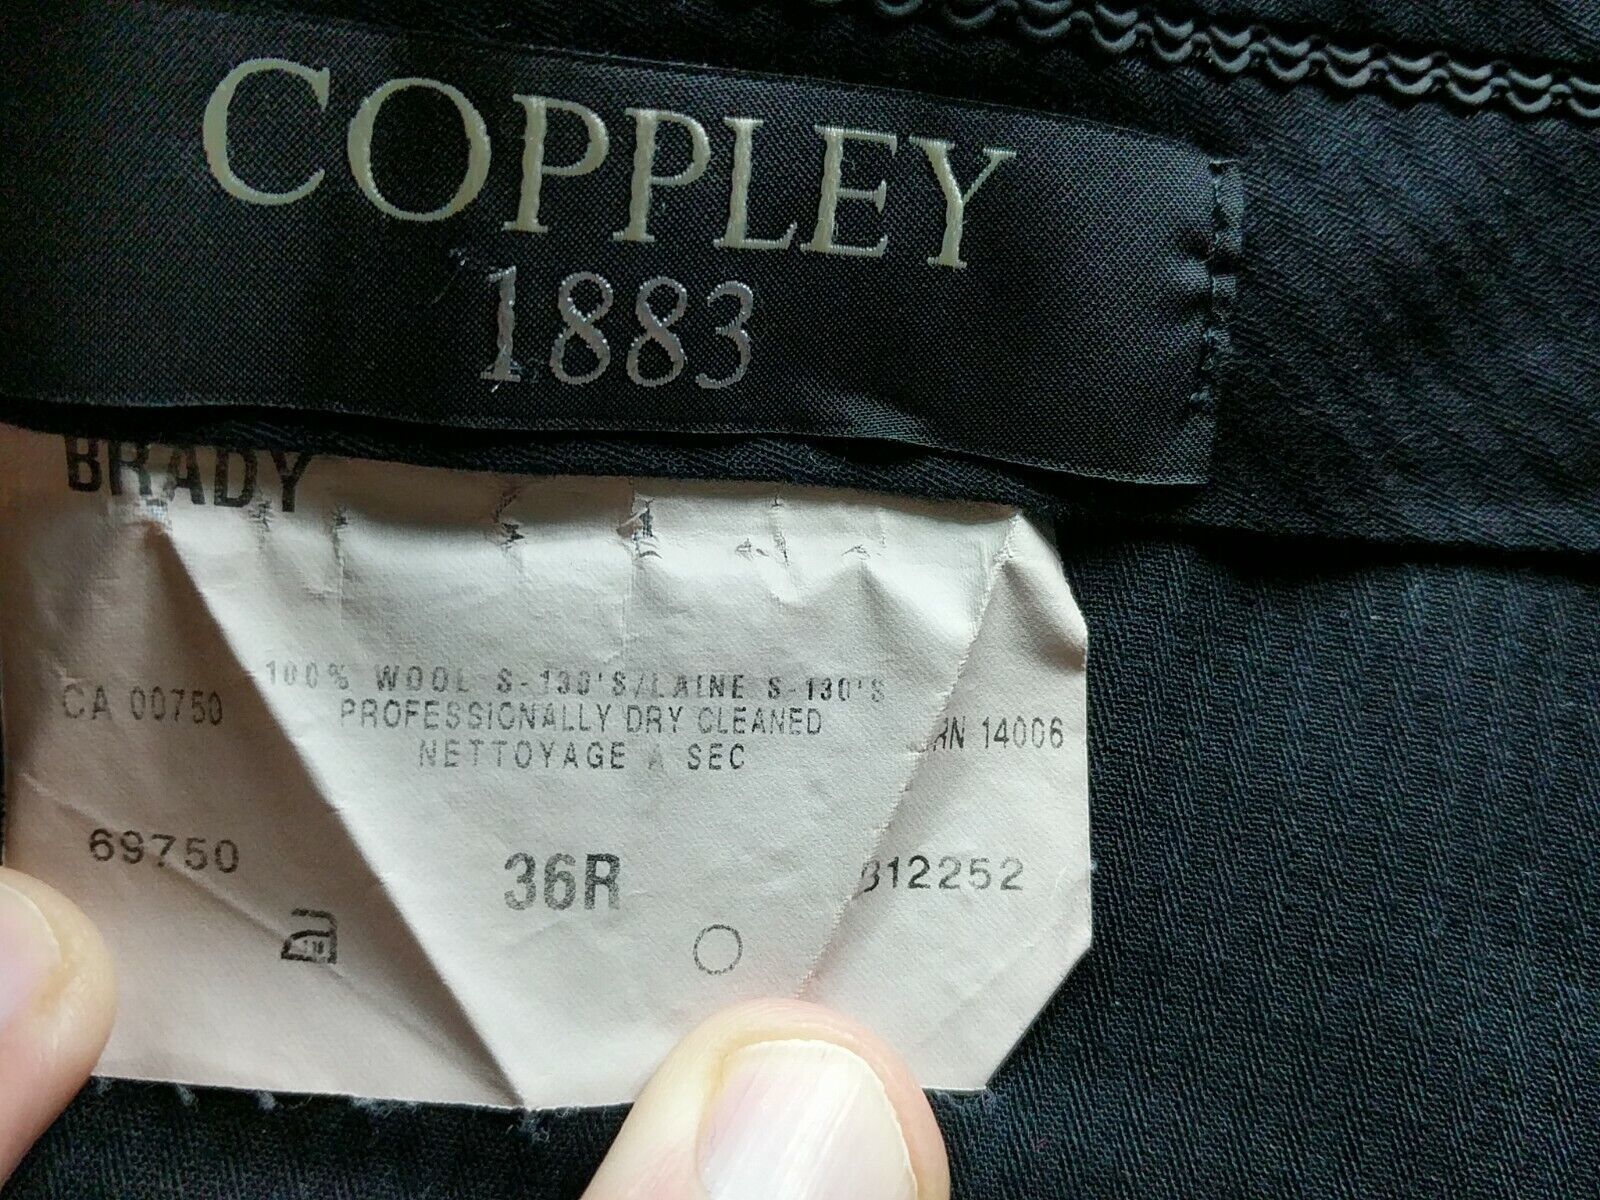 COPPLEY
1883
BRADY
100% WOOL S-130'S/LAINE S-130'S
CA 00750 PROFESSIONALLY DRY CLEANED RN 14006
NETTOYAGE A SEC
69750 36R 312252